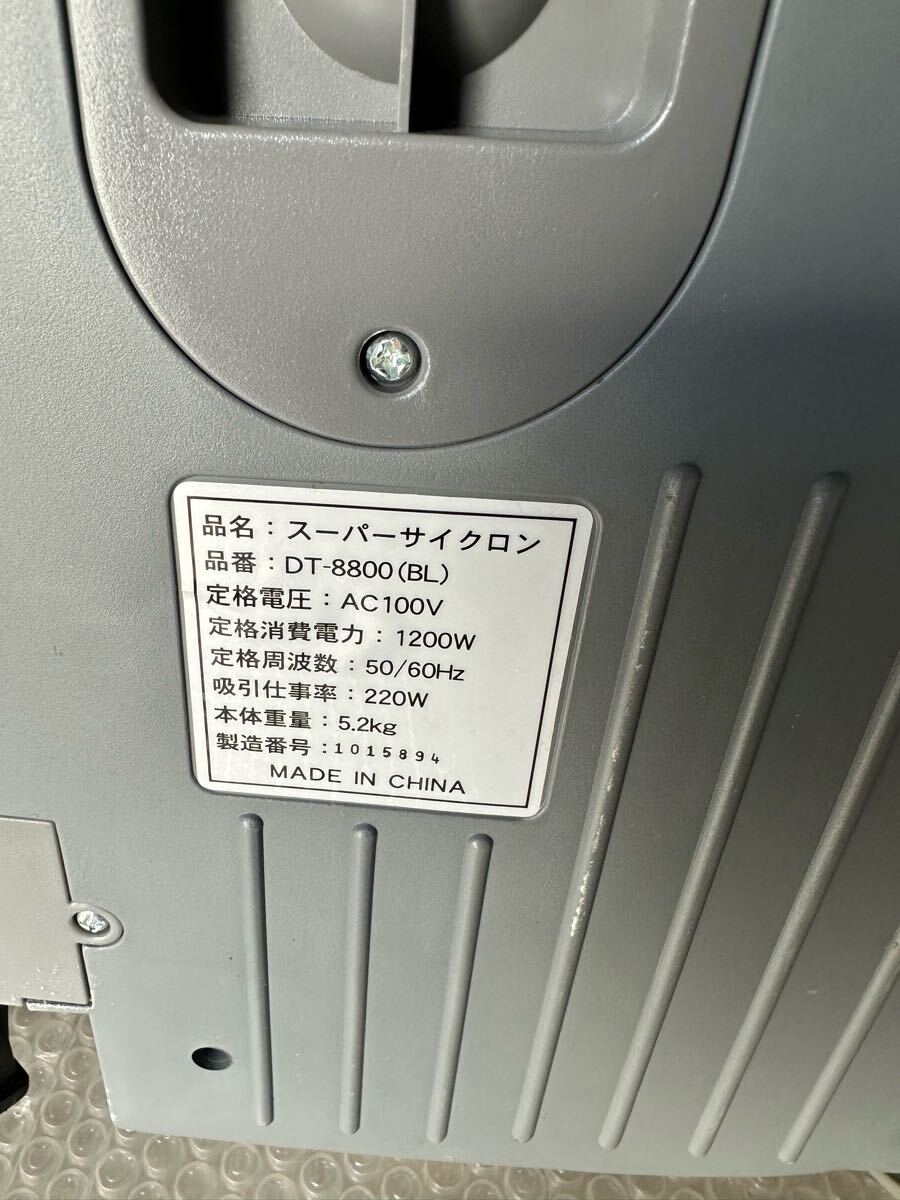 品名：スーパーサイクロン
品番：DT-8800(BL)
定格電圧：AC100V
定格消費電力：1200W
定格周波数：50/60Hz
吸引仕事率：220W
本体重量：5.2kg
製造番号：1015894
MADE IN CHINA